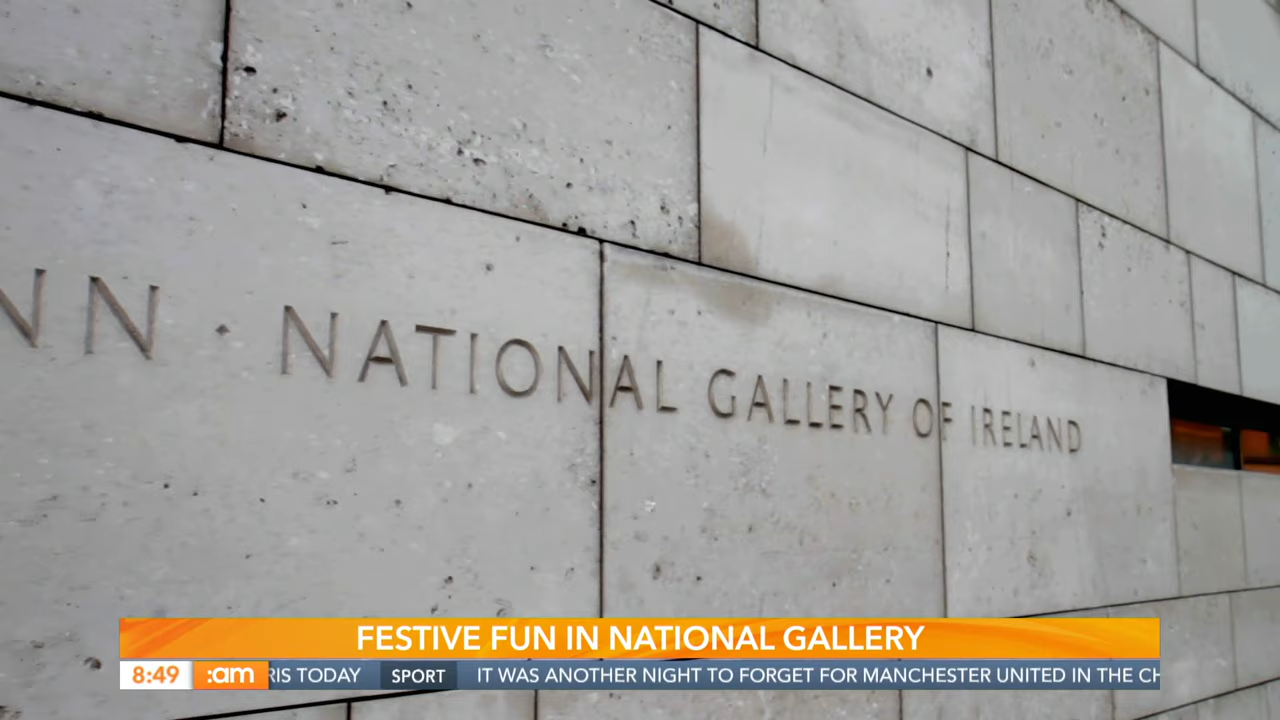 NN · NATIONAL GALLERY OF IRELAND
FESTIVE FUN IN NATIONAL GALLERY
8:49 :am RIS TODAY SPORT IT WAS ANOTHER NIGHT TO FORGET FOR MANCHESTER UNITED IN THE CH